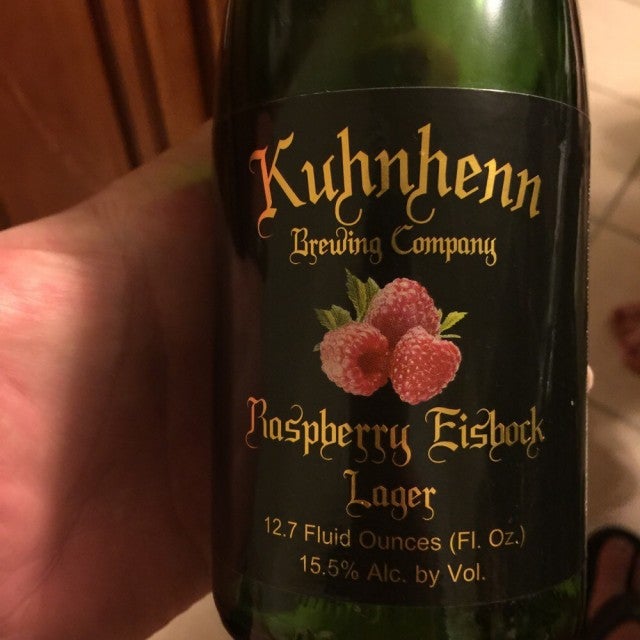 Kuhnhenn
Brewing Company
Raspberry Eisbock
Lager
12.7 Fluid Ounces (Fl. Oz.)
15.5% Alc. by Vol.